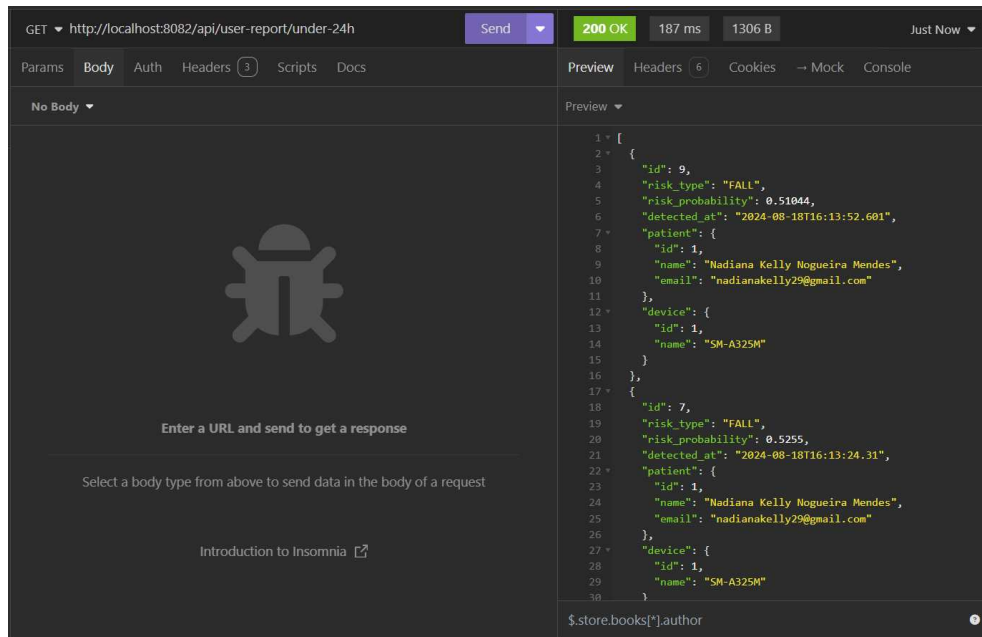 GET http://localhost:8082/api/user-report/under-24h Send
Params Body Auth Headers 3 Scripts Docs
No Body
Enter a URL and send to get a response
Select a body type from above to send data in the body of a request
Introduction to Insomnia
200 OK 187 ms 1306 B Just Now
Preview Headers 6 Cookies → Mock Console
Preview
1 [
2 {
3 "id": 9,
4 "risk_type": "FALL",
5 "risk_probability": 0.51044,
6 "detected_at": "2024-08-18T16:13:52.601",
7 "patient": {
8 "id": 1,
9 "name": "Nadiana Kelly Nogueira Mendes",
10 "email": "nadianakelly29@gmail.com"
11 },
12 "device": {
13 "id": 1,
14 "name": "SM-A325M"
15 }
16 },
17 {
18 "id": 7,
19 "risk_type": "FALL",
20 "risk_probability": 0.5255,
21 "detected_at": "2024-08-18T16:13:24.31",
22 "patient": {
23 "id": 1,
24 "name": "Nadiana Kelly Nogueira Mendes",
25 "email": "nadianakelly29@gmail.com"
26 },
27 "device": {
28 "id": 1,
29 "name": "SM-A325M"
30 }
$.store.books[*].author